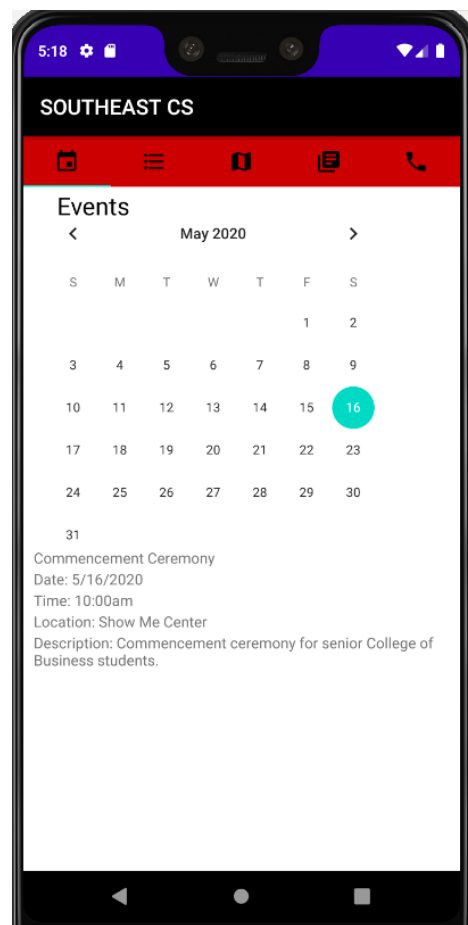 5:18
SOUTHEAST CS
Events
May 2020
S M T W T F S
1 2
3 4 5 6 7 8 9
10 11 12 13 14 15 16
17 18 19 20 21 22 23
24 25 26 27 28 29 30
31
Commencement Ceremony
Date: 5/16/2020
Time: 10:00am
Location: Show Me Center
Description: Commencement ceremony for senior College of
Business students.